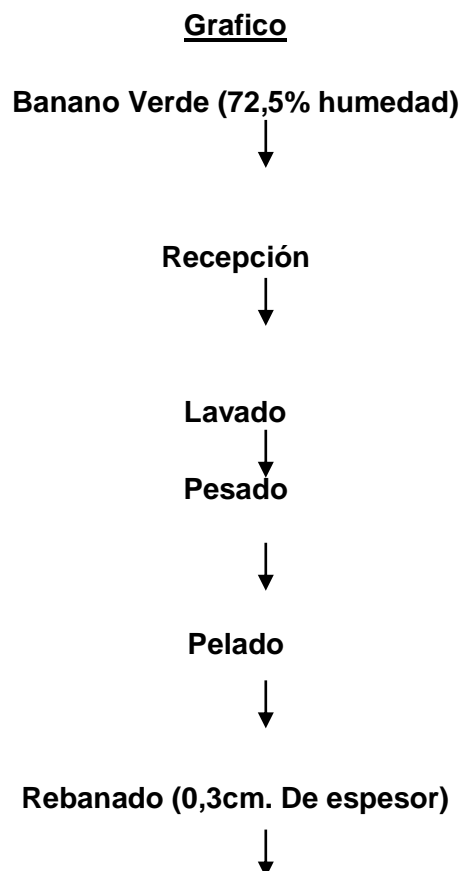 Grafico
Banano Verde (72,5% humedad)
Recepción
Lavado
Pesado
Pelado
Rebanado (0,3cm. De espesor)